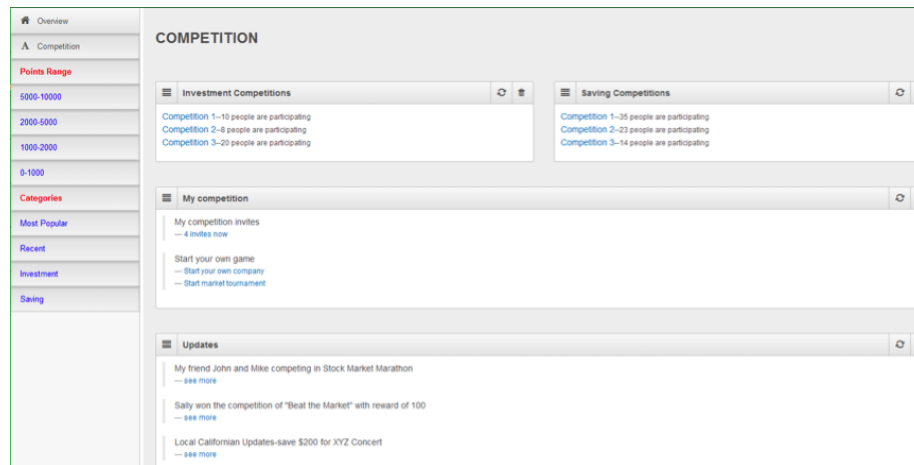 Overview
Competition
Points Range
5000-10000
2000-5000
1000-2000
0-1000
Categories
Most Popular
Recent
Investment
Saving
COMPETITION
Investment Competitions
Competition 1--10 people are participating
Competition 2--8 people are participating
Competition 3--20 people are participating
Saving Competitions
Competition 1--35 people are participating
Competition 2--23 people are participating
Competition 3--14 people are participating
My competition
My competition invites
— 4 invites now
Start your own game
— Start your own company
— Start market tournament
Updates
My friend John and Mike competing in Stock Market Marathon
— see more
Sally won the competition of "Beat the Market" with reward of 100
— see more
Local Californian Updates-save $200 for XYZ Concert
— see more